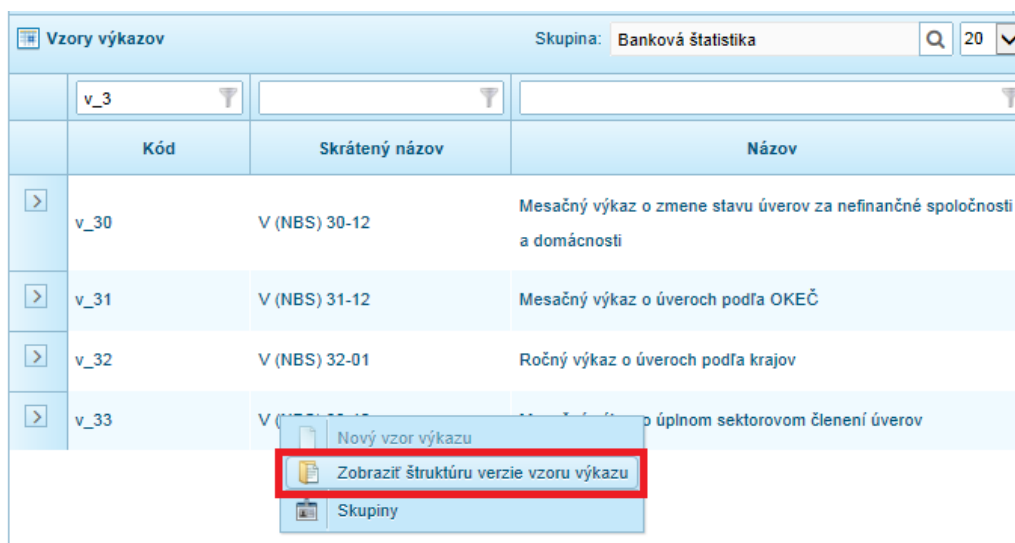 Vzory výkazov Skupina: Banková štatistika 20
v_3
Kód Skrátený názov Názov
v_30 V (NBS) 30-12 Mesačný výkaz o zmene stavu úverov za nefinančné spoločnosti
a domácnosti
v_31 V (NBS) 31-12 Mesačný výkaz o úveroch podľa OKEČ
v_32 V (NBS) 32-01 Ročný výkaz o úveroch podľa krajov
v_33 V ( úplnom sektorovom členení úverov
Nový vzor výkazu
Zobraziť štruktúru verzie vzoru výkazu
Skupiny